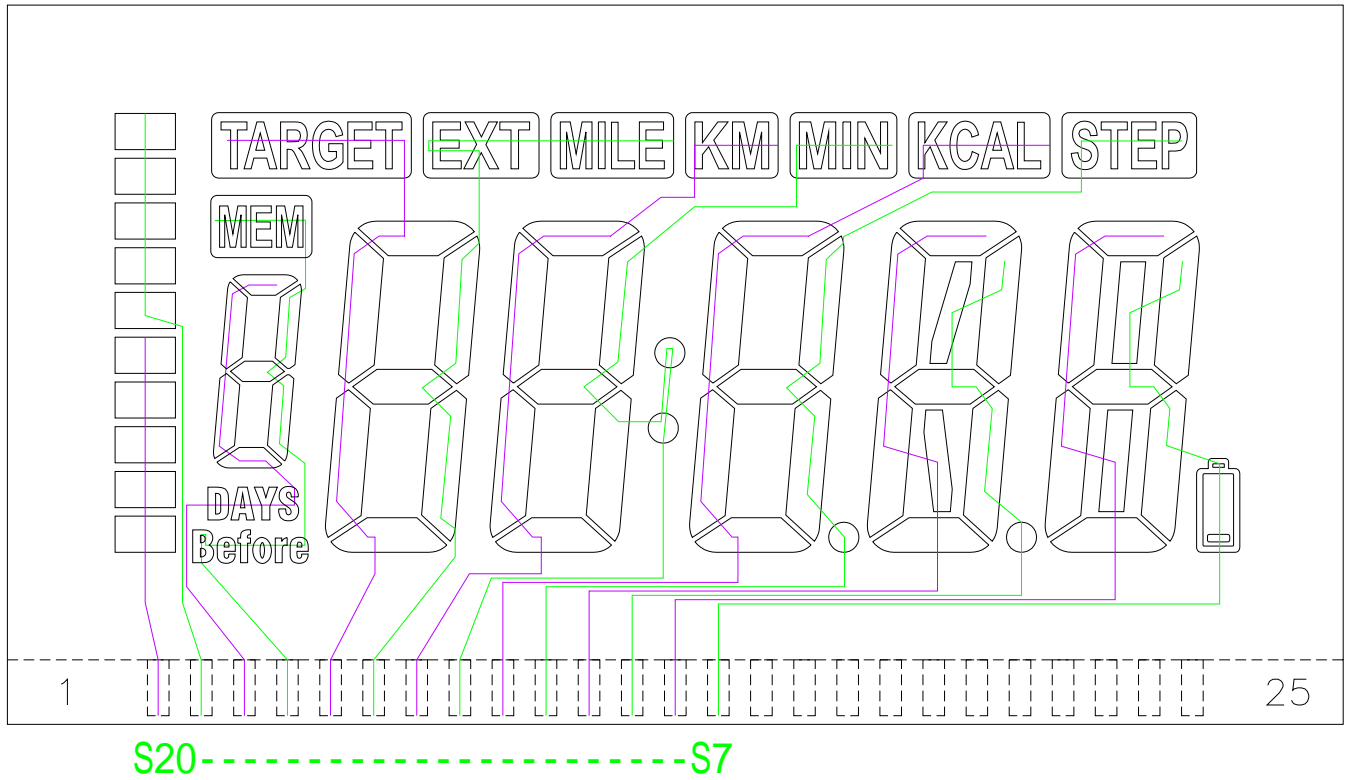 TARGET EXT MILE KM MIN KCAL STEP
MEM
DAYS
Before
1 25
S20--------------------------S7